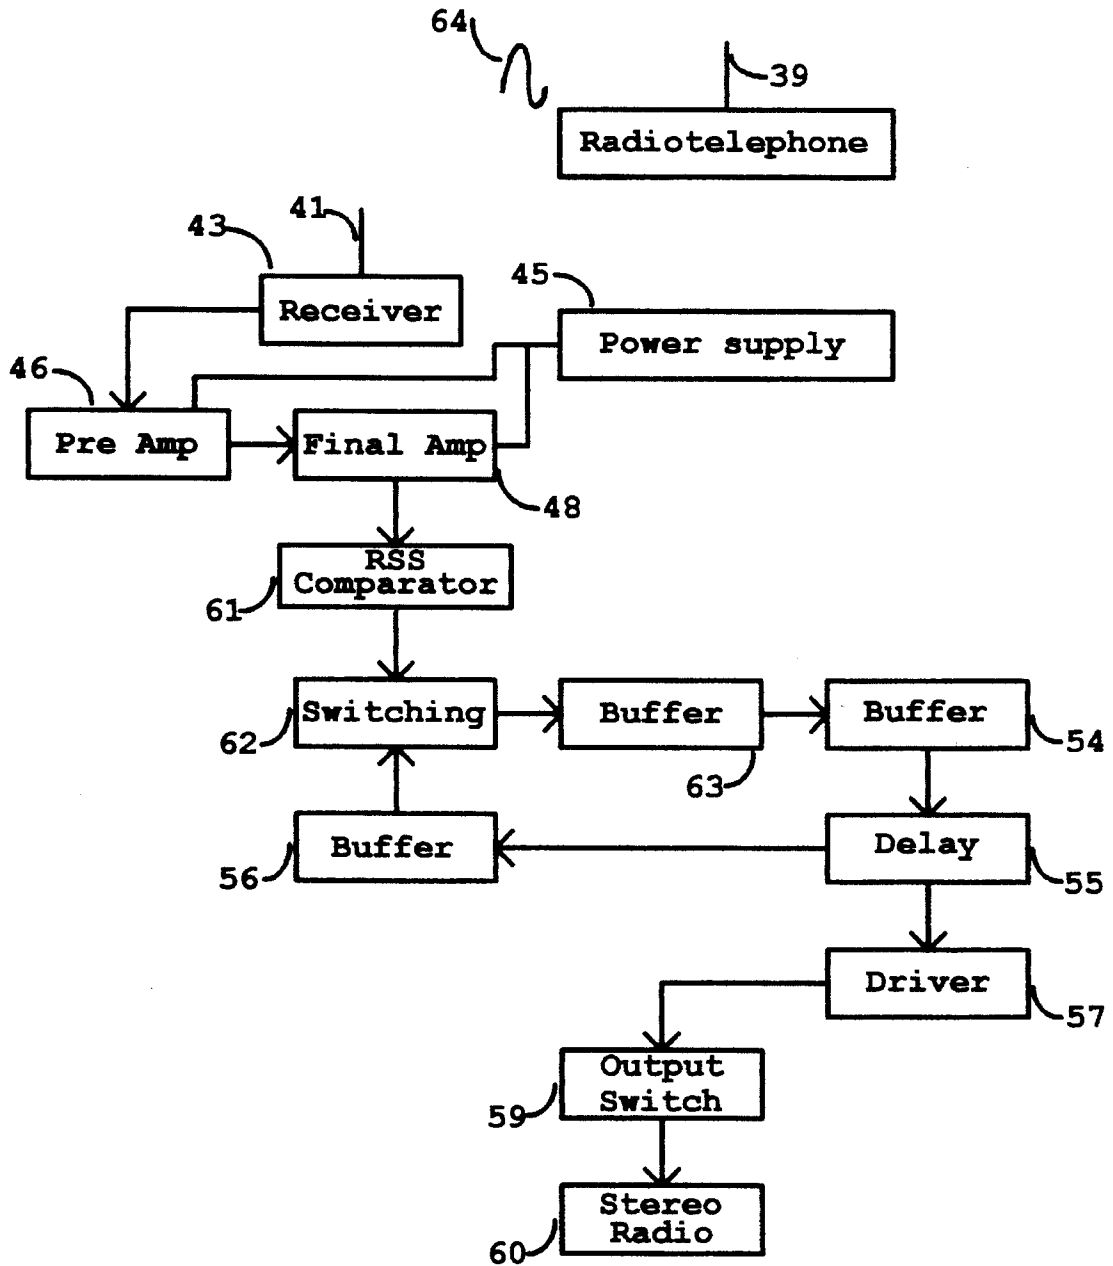 64
39
Radiotelephone
41
43
Receiver
45
Power supply
46
Pre Amp
Final Amp
48
RSS
Comparator
61
Switching
Buffer
Buffer
62
63
54
Buffer
Delay
56
55
Driver
57
Output
Switch
59
Stereo
Radio
60